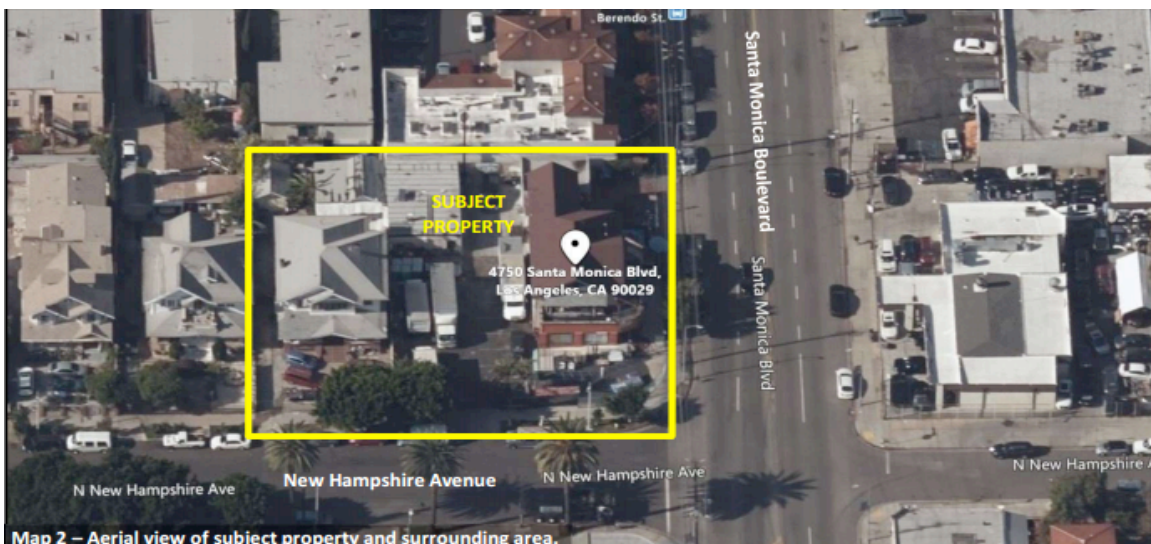 Berendo St.
Santa Monica Boulevard
SUBJECT
PROPERTY
4750 Santa Monica Blvd,
Los Angeles, CA 90029
Santa Monica Blvd
New Hampshire Avenue
N New Hampshire Ave
N New Hampshire Ave
N New Hampshire A
Map 2 – Aerial view of subject property and surrounding area.